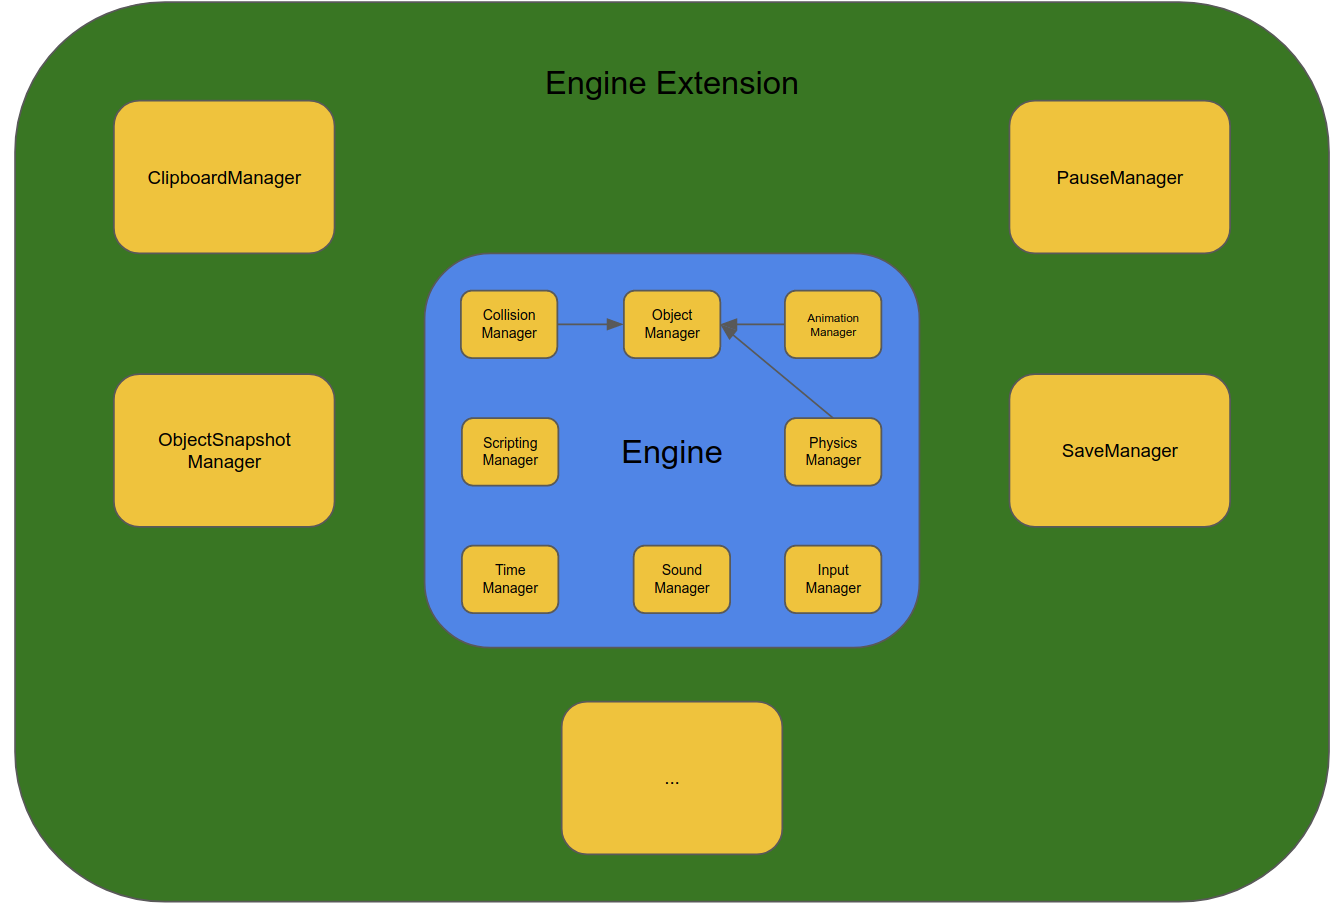 Engine Extension
ClipboardManager
PauseManager
Collision
Manager
Object
Manager
Animation
Manager
ObjectSnapshot
Manager
Scripting
Manager
Engine
Physics
Manager
SaveManager
Time
Manager
Sound
Manager
Input
Manager
...